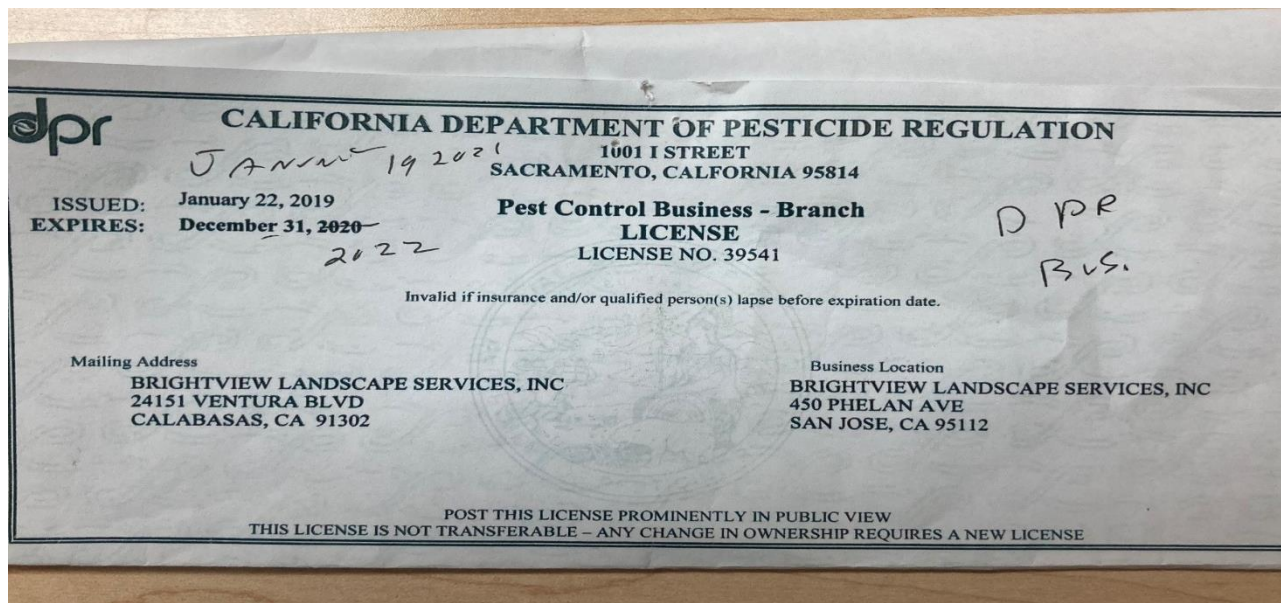 dpr
CALIFORNIA DEPARTMENT OF PESTICIDE REGULATION
1001 I STREET
SACRAMENTO, CALFORNIA 95814
19 2021
ISSUED: January 22, 2019
EXPIRES: December 31, 2020
2022
Pest Control Business - Branch
LICENSE
LICENSE NO. 39541
DPR
BUS.
Invalid if insurance and/or qualified person(s) lapse before expiration date.
Mailing Address
BRIGHTVIEW LANDSCAPE SERVICES, INC
24151 VENTURA BLVD
CALABASAS, CA 91302
Business Location
BRIGHTVIEW LANDSCAPE SERVICES, INC
450 PHELAN AVE
SAN JOSE, CA 95112
POST THIS LICENSE PROMINENTLY IN PUBLIC VIEW
THIS LICENSE IS NOT TRANSFERABLE – ANY CHANGE IN OWNERSHIP REQUIRES A NEW LICENSE